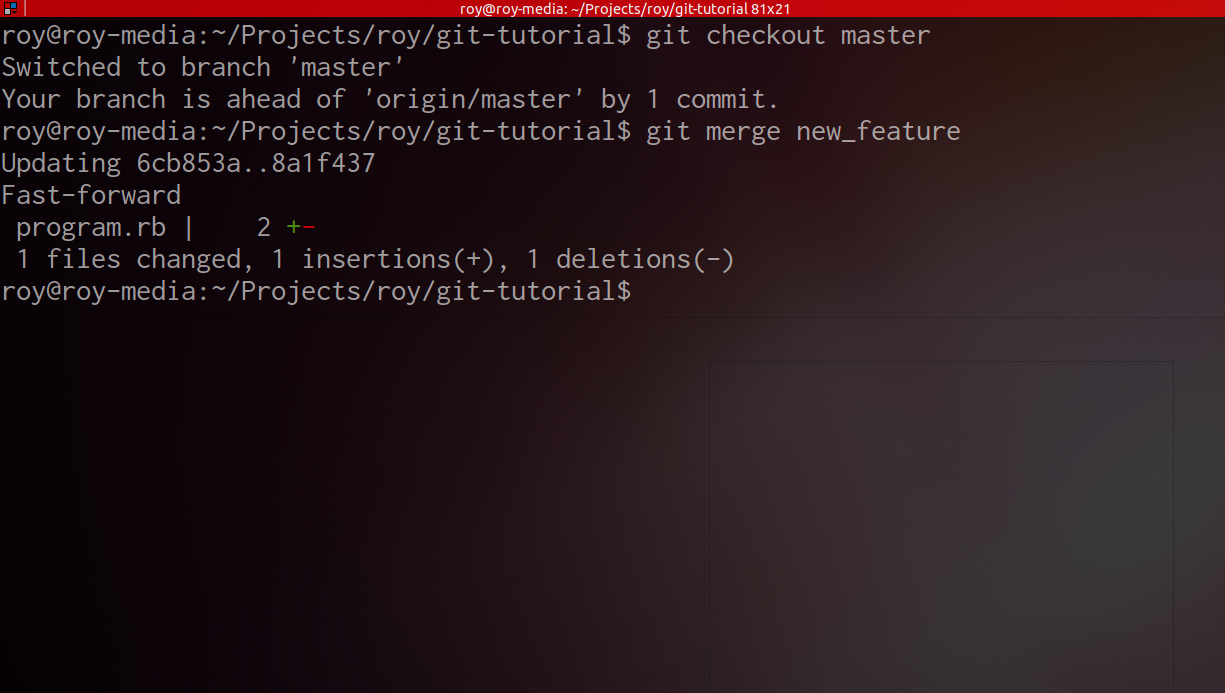 roy@roy-media: ~/Projects/roy/git-tutorial 81x21
roy@roy-media:~/Projects/roy/git-tutorial$ git checkout master
Switched to branch 'master'
Your branch is ahead of 'origin/master' by 1 commit.
roy@roy-media:~/Projects/roy/git-tutorial$ git merge new_feature
Updating 6cb853a..8a1f437
Fast-forward
 program.rb |    2 +-
 1 files changed, 1 insertions(+), 1 deletions(-)
roy@roy-media:~/Projects/roy/git-tutorial$